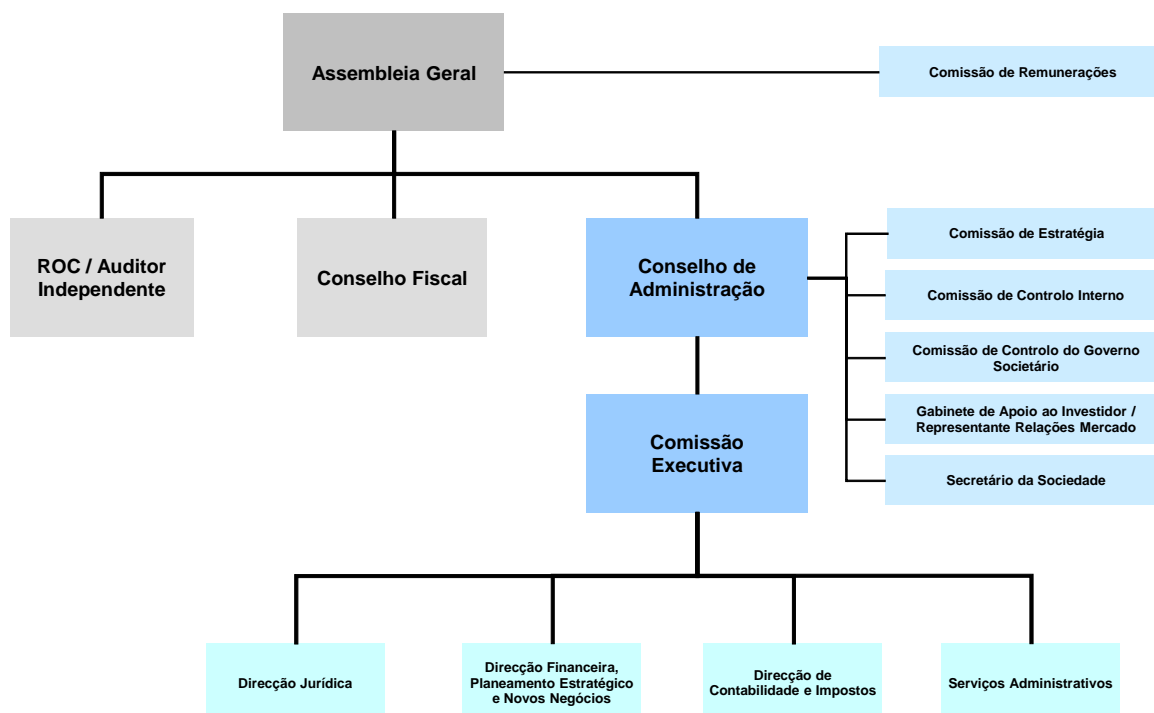 Assembleia Geral
Comissão de Remunerações
ROC / Auditor
Independente
Conselho Fiscal
Conselho de
Administração
Comissão de Estratégia
Comissão de Controlo Interno
Comissão de Controlo do Governo
Societário
Gabinete de Apoio ao Investidor /
Representante Relações Mercado
Secretário da Sociedade
Comissão
Executiva
Direcção Jurídica
Direcção Financeira,
Planeamento Estratégico
e Novos Negócios
Direcção de
Contabilidade e Impostos
Serviços Administrativos